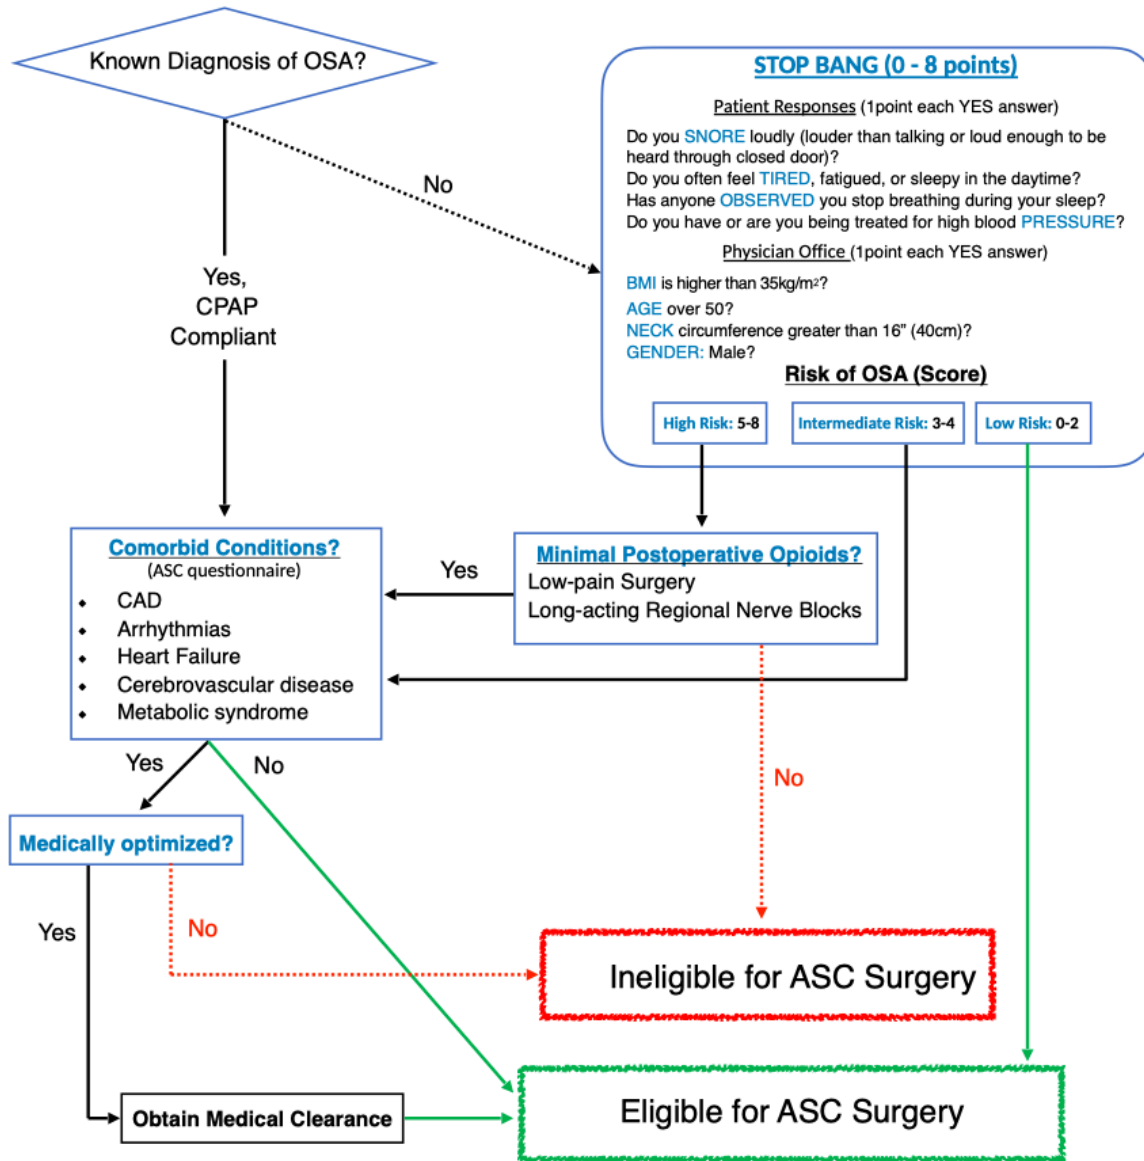 Known Diagnosis of OSA?
No
Yes,
CPAP
Compliant
STOP BANG (0 - 8 points)
Patient Responses (1point each YES answer)
Do you SNORE loudly (louder than talking or loud enough to be
heard through closed door)?
Do you often feel TIRED, fatigued, or sleepy in the daytime?
Has anyone OBSERVED you stop breathing during your sleep?
Do you have or are you being treated for high blood PRESSURE?
Physician Office (1point each YES answer)
BMI is higher than 35kg/m²?
AGE over 50?
NECK circumference greater than 16" (40cm)?
GENDER: Male?
Risk of OSA (Score)
High Risk: 5-8
Intermediate Risk: 3-4
Low Risk: 0-2
Comorbid Conditions?
(ASC questionnaire)
CAD
Arrhythmias
Heart Failure
Cerebrovascular disease
Metabolic syndrome
Yes
Minimal Postoperative Opioids?
Low-pain Surgery
Long-acting Regional Nerve Blocks
Yes
No
No
Medically optimized?
Yes
No
Ineligible for ASC Surgery
Obtain Medical Clearance
Eligible for ASC Surgery